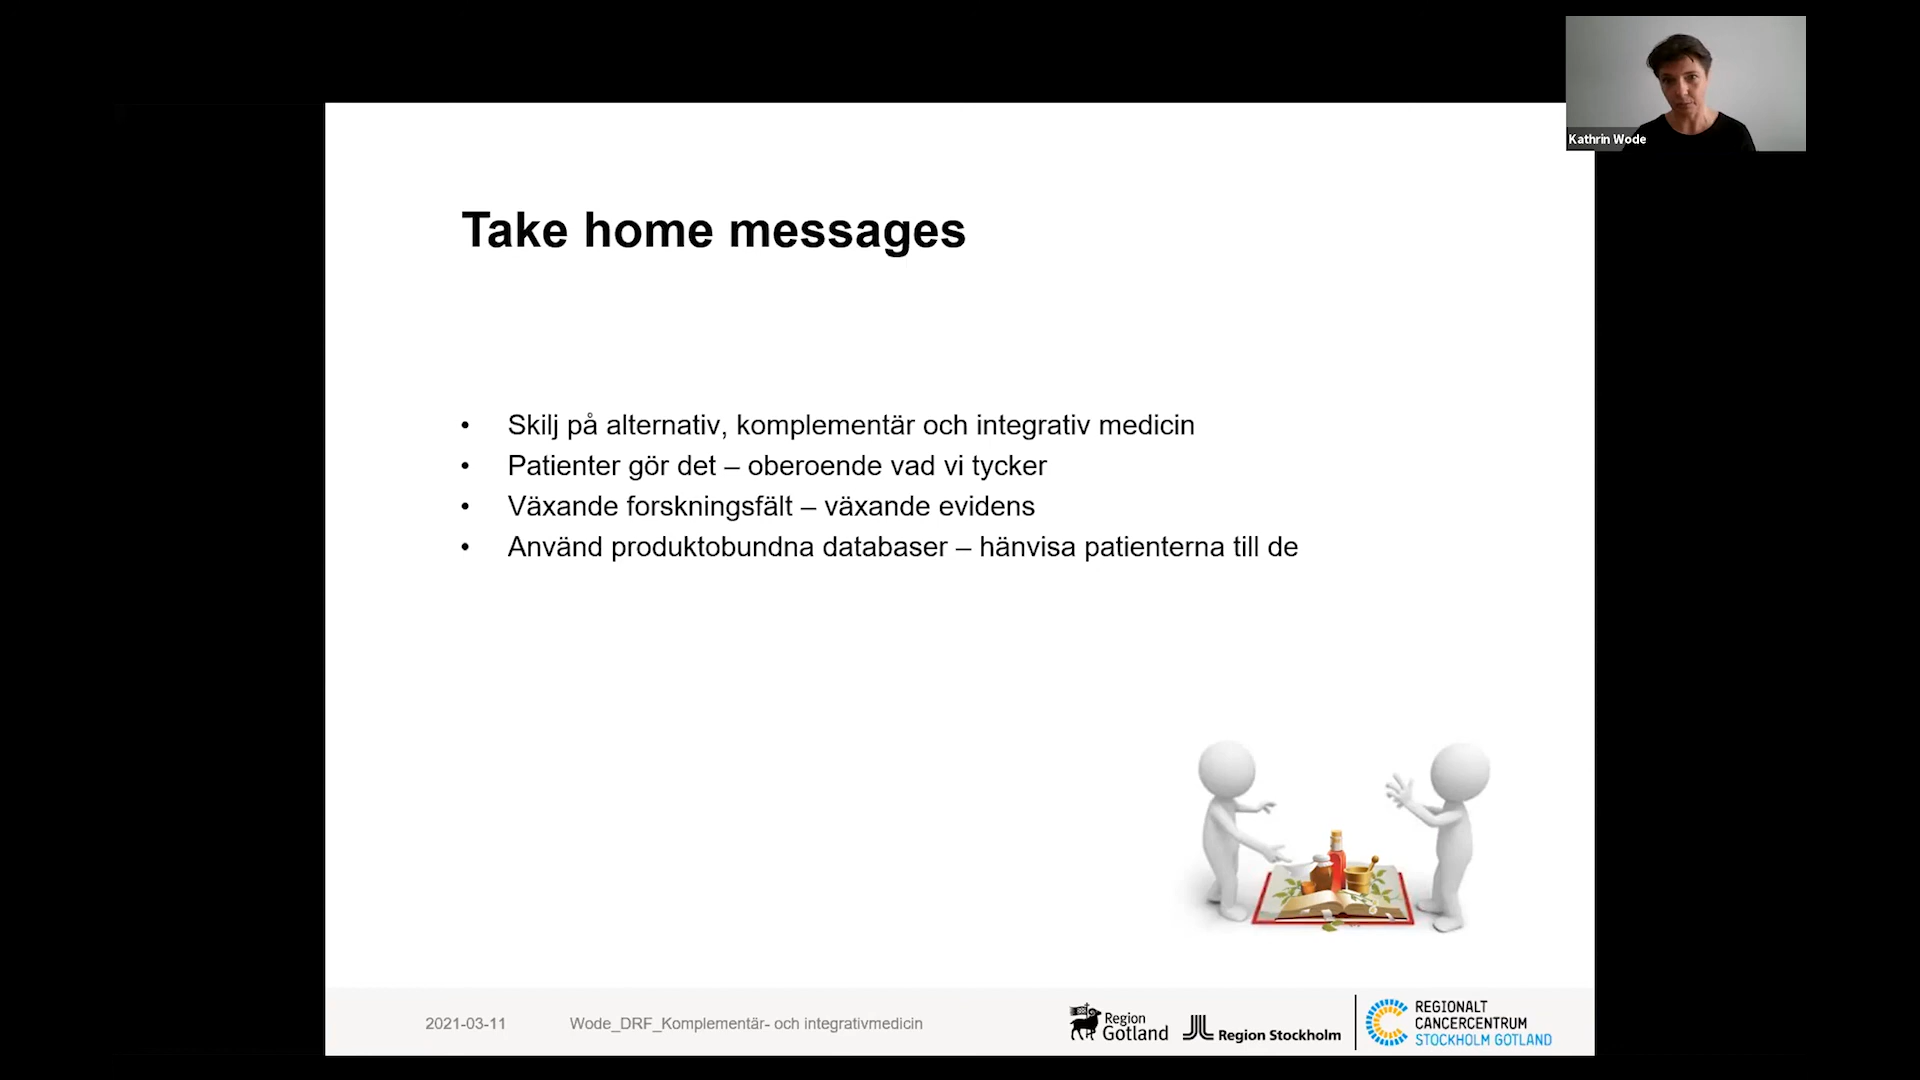 Kathrin Wode
Take home messages
• Skilj på alternativ, komplementär och integrativ medicin
• Patienter gör det – oberoende vad vi tycker
• Växande forskningsfält – växande evidens
• Använd produktobundna databaser – hänvisa patienterna till de
2021-03-11
Wode_DRF_Komplementär- och integrativmedicin
Region
Gotland
Region Stockholm
REGIONALT
CANCERCENTRUM
STOCKHOLM GOTLAND